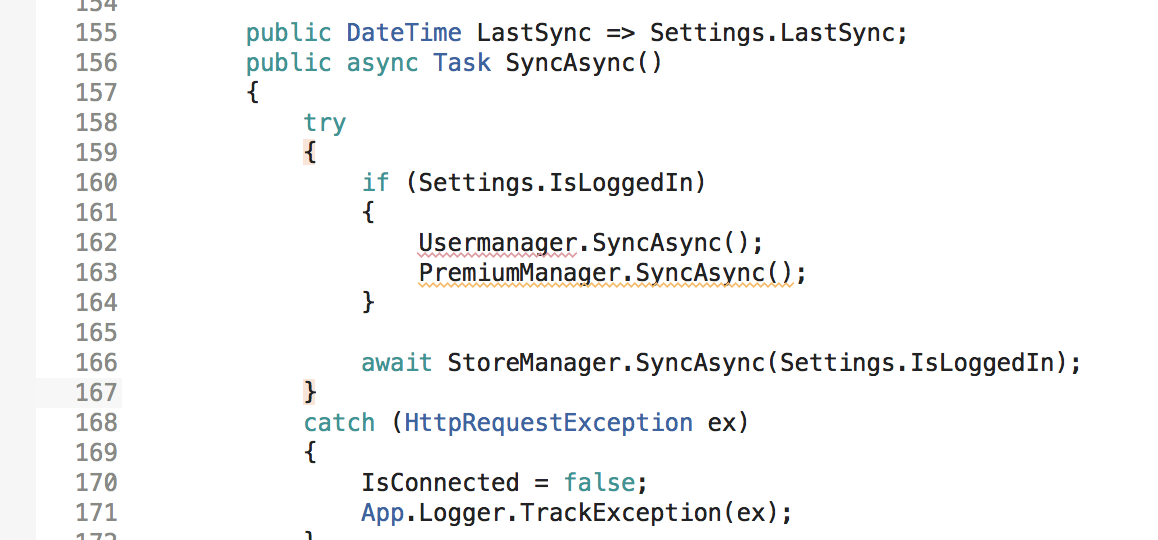 154
155 public DateTime LastSync => Settings.LastSync;
156 public async Task SyncAsync()
157 {
158 try
159 {
160 if (Settings.IsLoggedIn)
161 {
162 Usermanager.SyncAsync();
163 PremiumManager.SyncAsync();
164 }
165
166 await StoreManager.SyncAsync(Settings.IsLoggedIn);
167 }
168 catch (HttpRequestException ex)
169 {
170 IsConnected = false;
171 App.Logger.TrackException(ex);
172 }